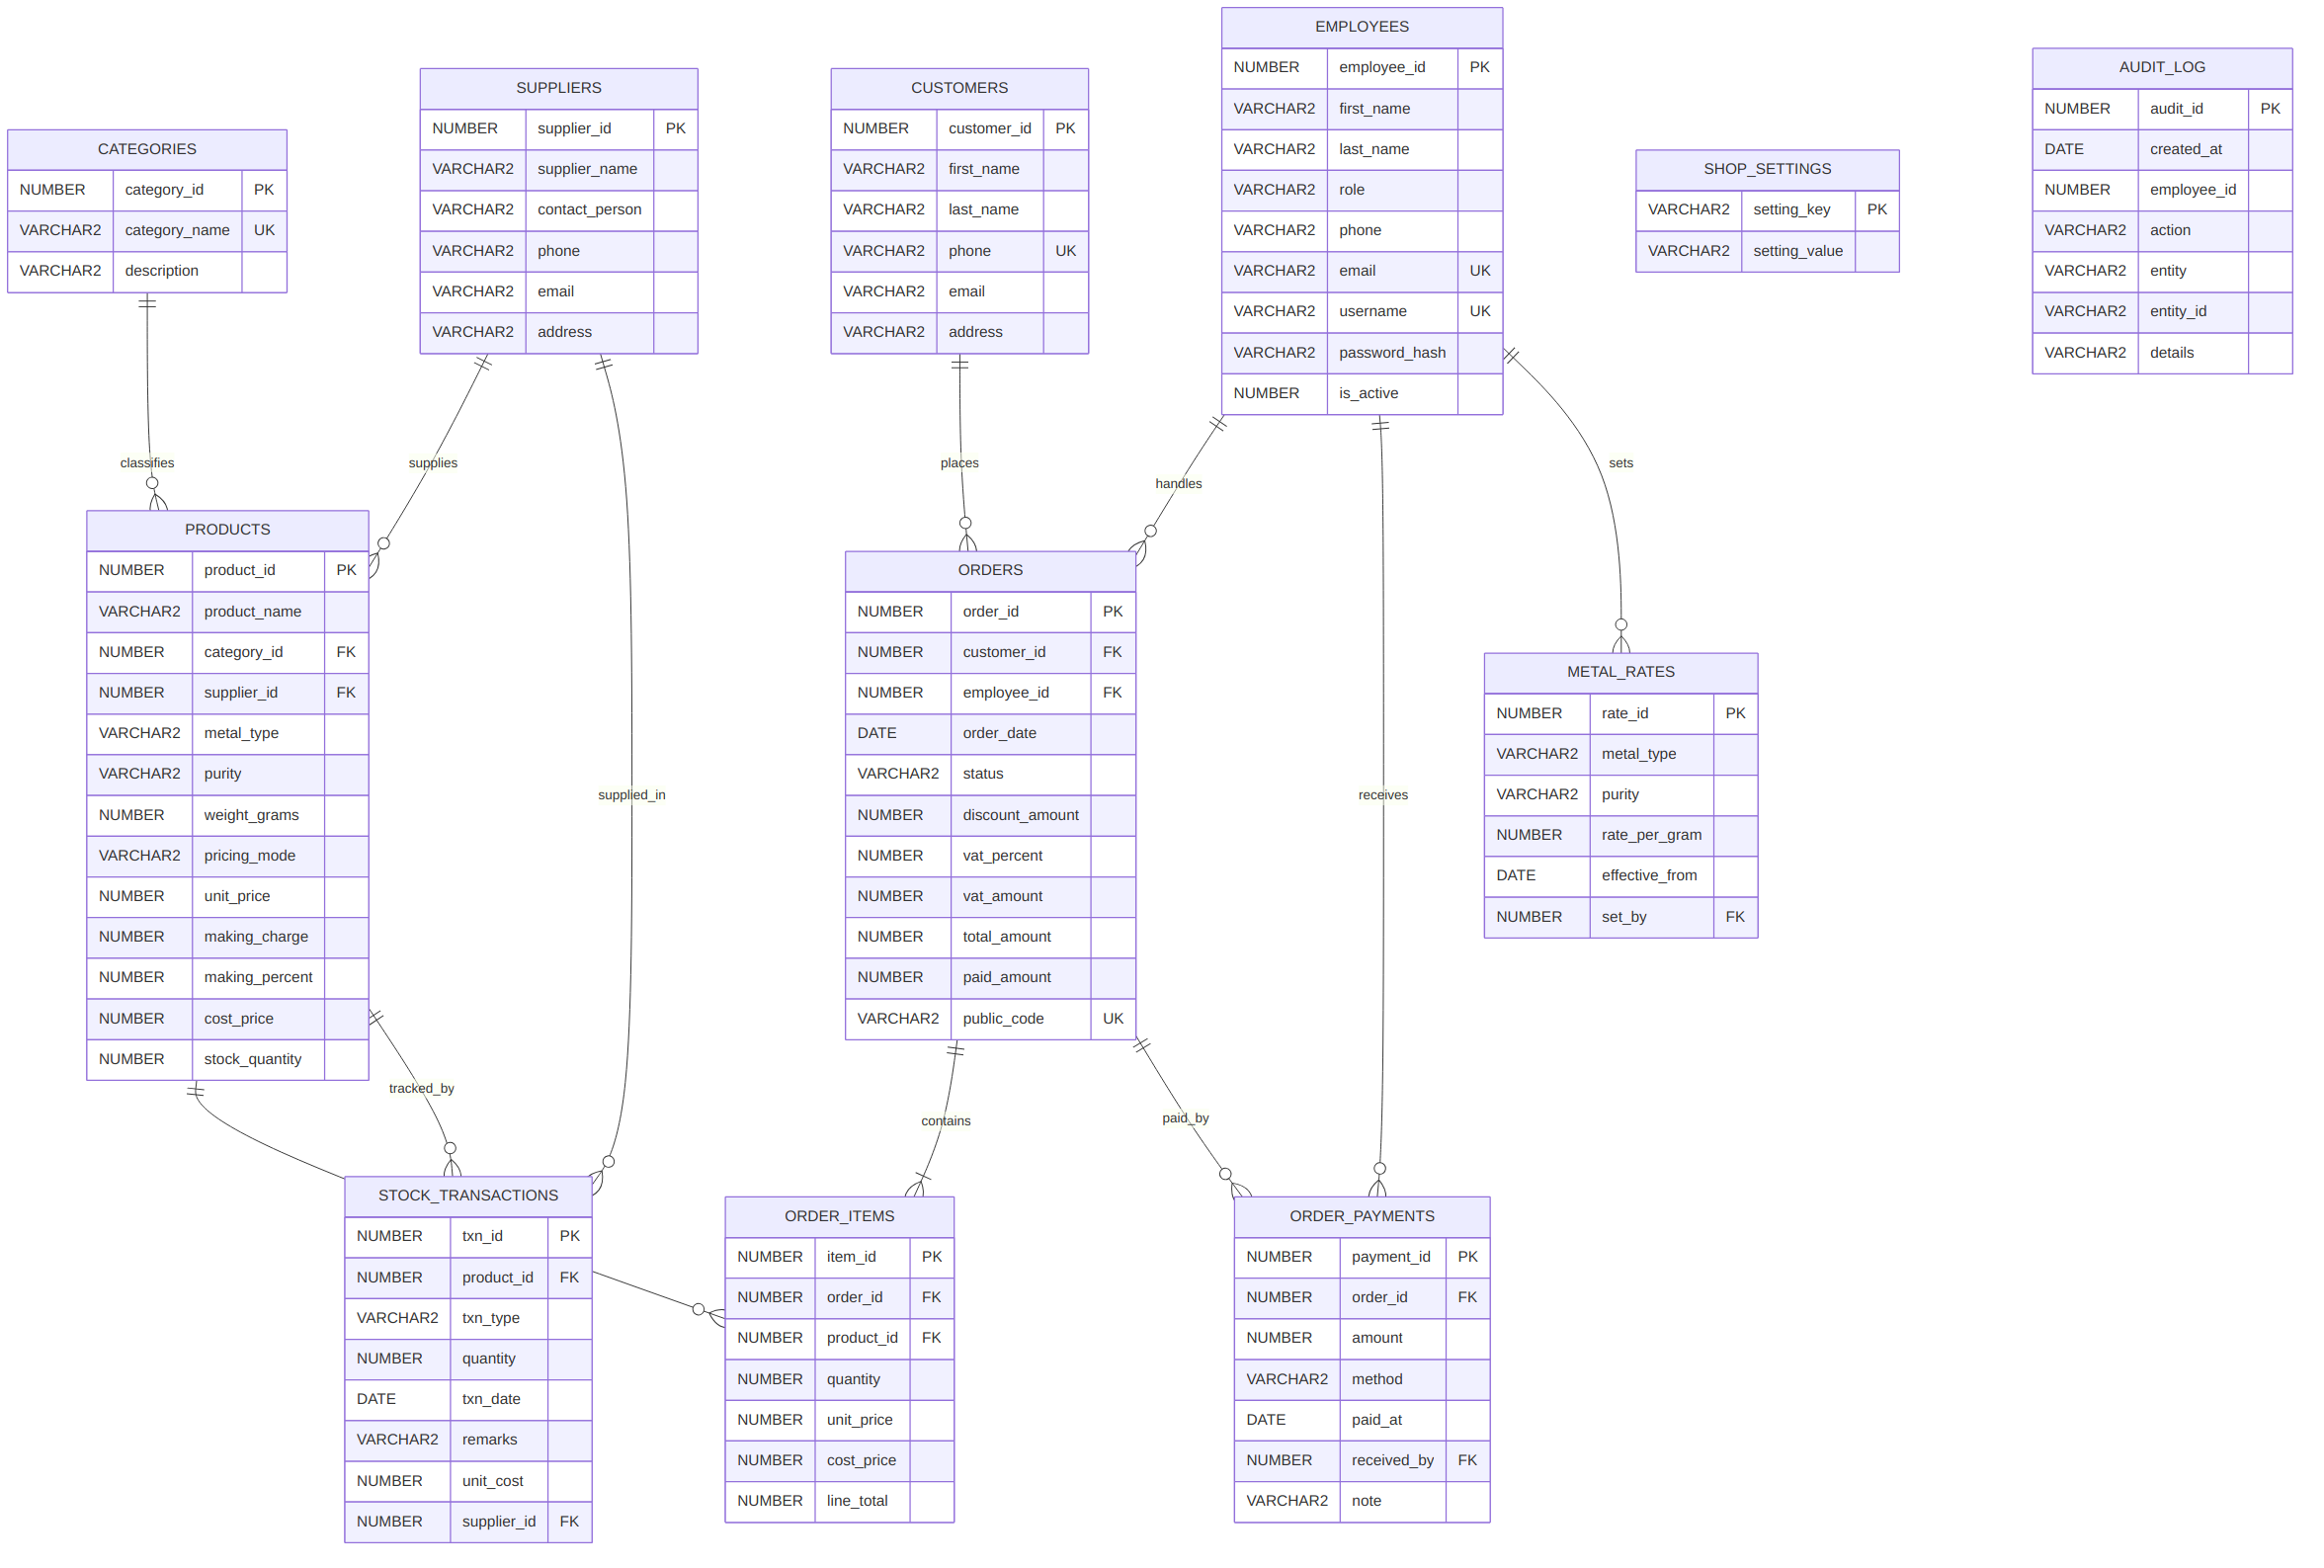 CATEGORIES
NUMBER category_id PK
VARCHAR2 category_name UK
VARCHAR2 description
SUPPLIERS
NUMBER supplier_id PK
VARCHAR2 supplier_name
VARCHAR2 contact_person
VARCHAR2 phone
VARCHAR2 email
VARCHAR2 address
CUSTOMERS
NUMBER customer_id PK
VARCHAR2 first_name
VARCHAR2 last_name
VARCHAR2 phone UK
VARCHAR2 email
VARCHAR2 address
EMPLOYEES
NUMBER employee_id PK
VARCHAR2 first_name
VARCHAR2 last_name
VARCHAR2 role
VARCHAR2 phone
VARCHAR2 email UK
VARCHAR2 username UK
VARCHAR2 password_hash
NUMBER is_active
SHOP_SETTINGS
VARCHAR2 setting_key PK
VARCHAR2 setting_value
AUDIT_LOG
NUMBER audit_id PK
DATE created_at
NUMBER employee_id
VARCHAR2 action
VARCHAR2 entity
VARCHAR2 entity_id
VARCHAR2 details
classifies
supplies
places
handles
sets
PRODUCTS
NUMBER product_id PK
VARCHAR2 product_name
NUMBER category_id FK
NUMBER supplier_id FK
VARCHAR2 metal_type
VARCHAR2 purity
NUMBER weight_grams
VARCHAR2 pricing_mode
NUMBER unit_price
NUMBER making_charge
NUMBER making_percent
NUMBER cost_price
NUMBER stock_quantity
supplied_in
ORDERS
NUMBER order_id PK
NUMBER customer_id FK
NUMBER employee_id FK
DATE order_date
VARCHAR2 status
NUMBER discount_amount
NUMBER vat_percent
NUMBER vat_amount
NUMBER total_amount
NUMBER paid_amount
VARCHAR2 public_code UK
receives
METAL_RATES
NUMBER rate_id PK
VARCHAR2 metal_type
VARCHAR2 purity
NUMBER rate_per_gram
DATE effective_from
NUMBER set_by FK
tracked_by
contains
paid_by
STOCK_TRANSACTIONS
NUMBER txn_id PK
NUMBER product_id FK
VARCHAR2 txn_type
NUMBER quantity
DATE txn_date
VARCHAR2 remarks
NUMBER unit_cost
NUMBER supplier_id FK
ORDER_ITEMS
NUMBER item_id PK
NUMBER order_id FK
NUMBER product_id FK
NUMBER quantity
NUMBER unit_price
NUMBER cost_price
NUMBER line_total
ORDER_PAYMENTS
NUMBER payment_id PK
NUMBER order_id FK
NUMBER amount
VARCHAR2 method
DATE paid_at
NUMBER received_by FK
VARCHAR2 note